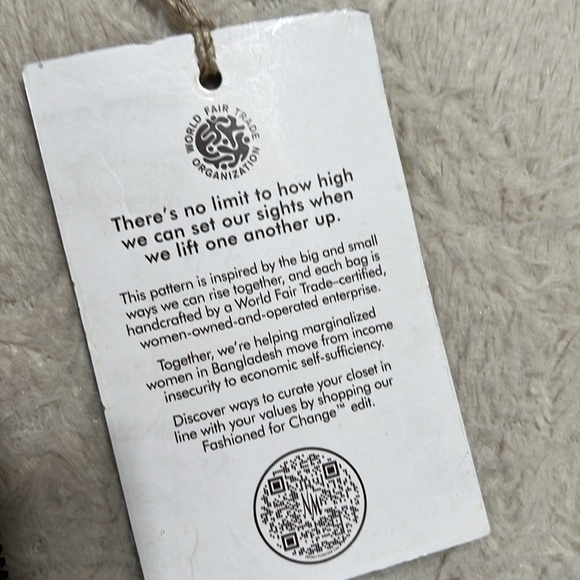 WORLD FAIR TRADE
ORGANIZATION
There's no limit to how high
we can set our sights when
we lift one another up.
This pattern is inspired by the big and small
ways we can rise together, and each bag is
handcrafted by a World Fair Trade–certified,
women-owned-and-operated enterprise.
Together, we're helping marginalized
women in Bangladesh move from income
insecurity to economic self-sufficiency.
Discover ways to curate your closet in
line with your values by shopping our
Fashioned for Change™ edit.
NM